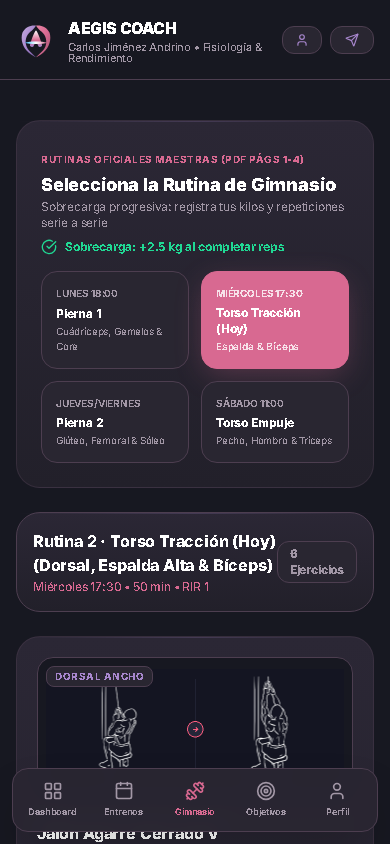 AEGIS COACH
Carlos Jiménez Andrino • Fisiología &
Rendimiento
RUTINAS OFICIALES MAESTRAS (PDF PÁGS 1-4)
Selecciona la Rutina de Gimnasio
Sobrecarga progresiva: registra tus kilos y repeticiones
serie a serie
Sobrecarga: +2.5 kg al completar reps
LUNES 18:00
Pierna 1
Cuádriceps, Gemelos &
Core
MIÉRCOLES 17:30
Torso Tracción
(Hoy)
Espalda & Bíceps
JUEVES/VIERNES
Pierna 2
Glúteo, Femoral & Sóleo
SÁBADO 11:00
Torso Empuje
Pecho, Hombro & Tríceps
Rutina 2 · Torso Tracción (Hoy)
(Dorsal, Espalda Alta & Bíceps)
Miércoles 17:30 • 50 min • RIR 1
6
Ejercicios
DORSAL ANCHO
Jalón Agarre Cerrado V
Dashboard
Entrenos
Gimnasio
Objetivos
Perfil